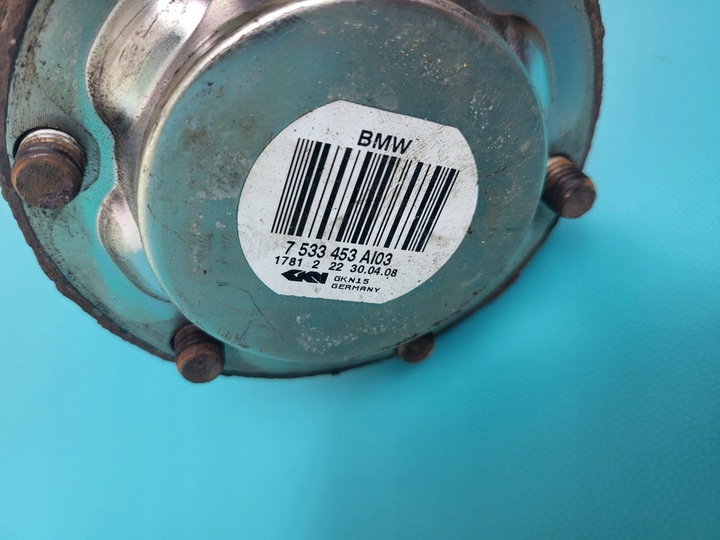 BMW
7 533 453 AI03
1781 2 22 30.04.08
GKN GKN15
GERMANY